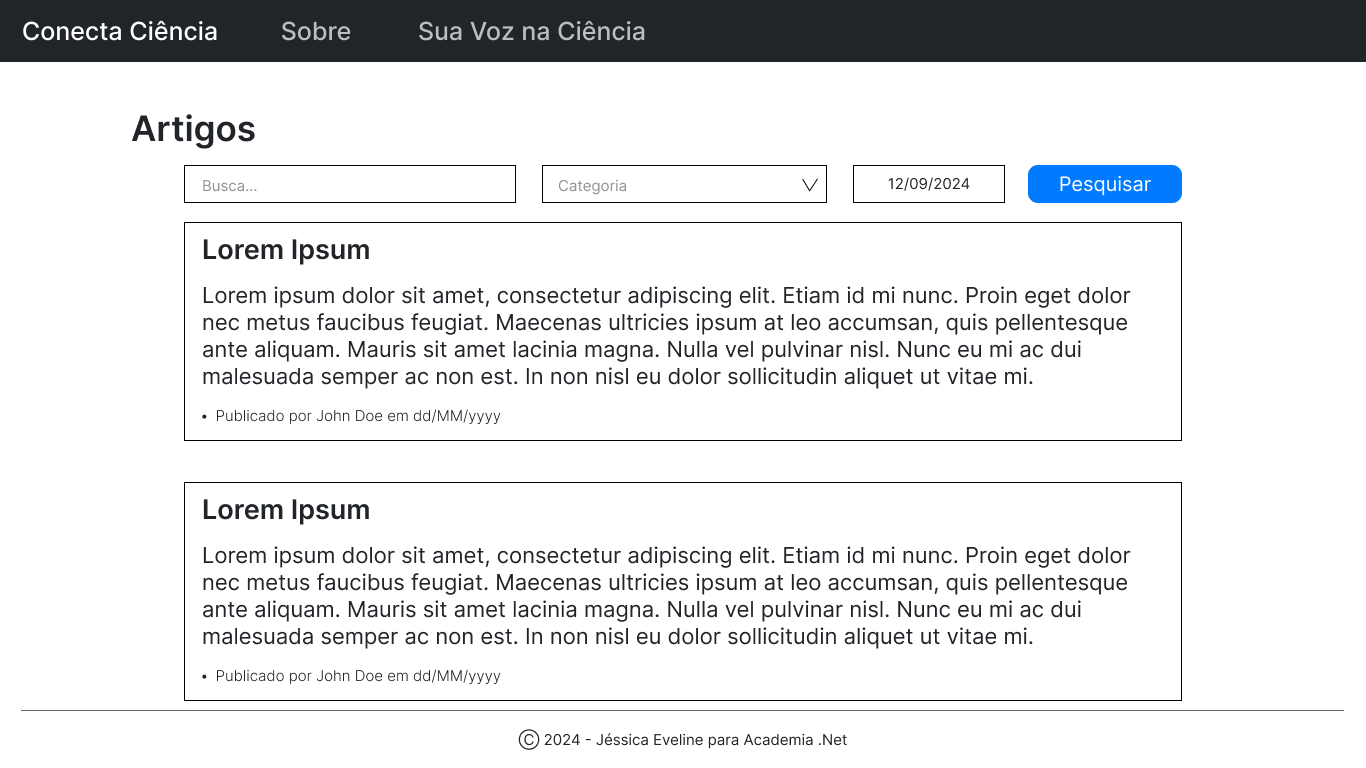 Conecta Ciência Sobre Sua Voz na Ciência
Artigos
Busca... Categoria 12/09/2024 Pesquisar
Lorem Ipsum
Lorem ipsum dolor sit amet, consectetur adipiscing elit. Etiam id mi nunc. Proin eget dolor
nec metus faucibus feugiat. Maecenas ultricies ipsum at leo accumsan, quis pellentesque
ante aliquam. Mauris sit amet lacinia magna. Nulla vel pulvinar nisl. Nunc eu mi ac dui
malesuada semper ac non est. In non nisl eu dolor sollicitudin aliquet ut vitae mi.
• Publicado por John Doe em dd/MM/yyyy
Lorem Ipsum
Lorem ipsum dolor sit amet, consectetur adipiscing elit. Etiam id mi nunc. Proin eget dolor
nec metus faucibus feugiat. Maecenas ultricies ipsum at leo accumsan, quis pellentesque
ante aliquam. Mauris sit amet lacinia magna. Nulla vel pulvinar nisl. Nunc eu mi ac dui
malesuada semper ac non est. In non nisl eu dolor sollicitudin aliquet ut vitae mi.
• Publicado por John Doe em dd/MM/yyyy
© 2024 - Jéssica Eveline para Academia .Net